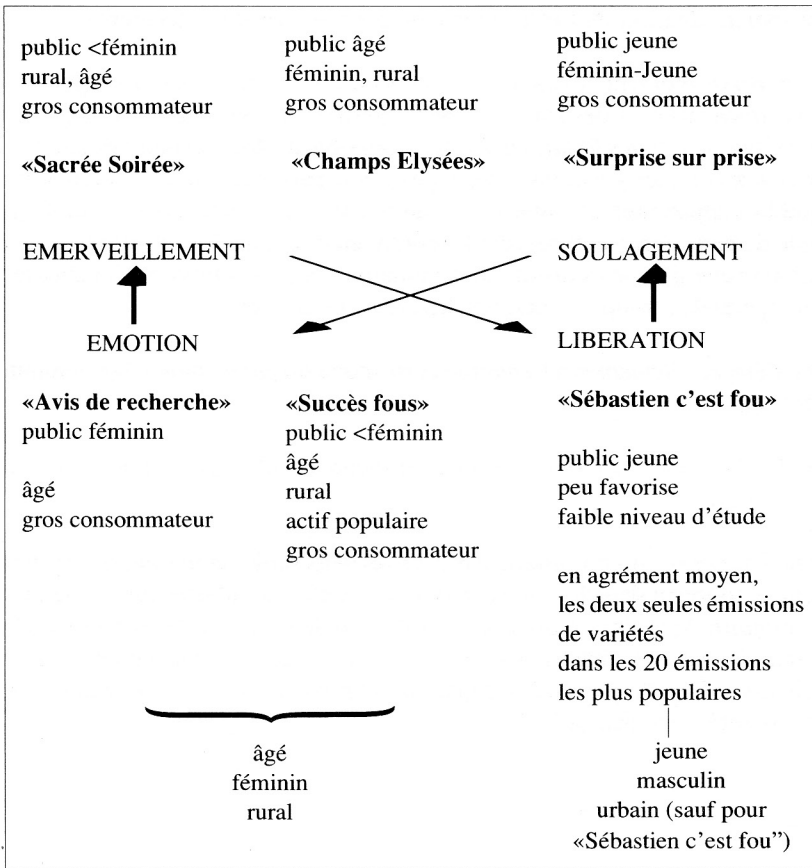 public <féminin
rural, âgé
gros consommateur
«Sacrée Soirée»
public âgé
féminin, rural
gros consommateur
«Champs Elysées»
public jeune
féminin-Jeune
gros consommateur
«Surprise sur prise»
EMERVEILLEMENT
SOULAGEMENT
EMOTION
LIBERATION
«Avis de recherche»
public féminin
âgé
gros consommateur
«Succès fous»
public <féminin
âgé
rural
actif populaire
gros consommateur
«Sébastien c'est fou»
public jeune
peu favorise
faible niveau d'étude
en agrément moyen,
les deux seules émissions
de variétés
dans les 20 émissions
les plus populaires
âgé
féminin
rural
jeune
masculin
urbain (sauf pour
«Sébastien c'est fou”)